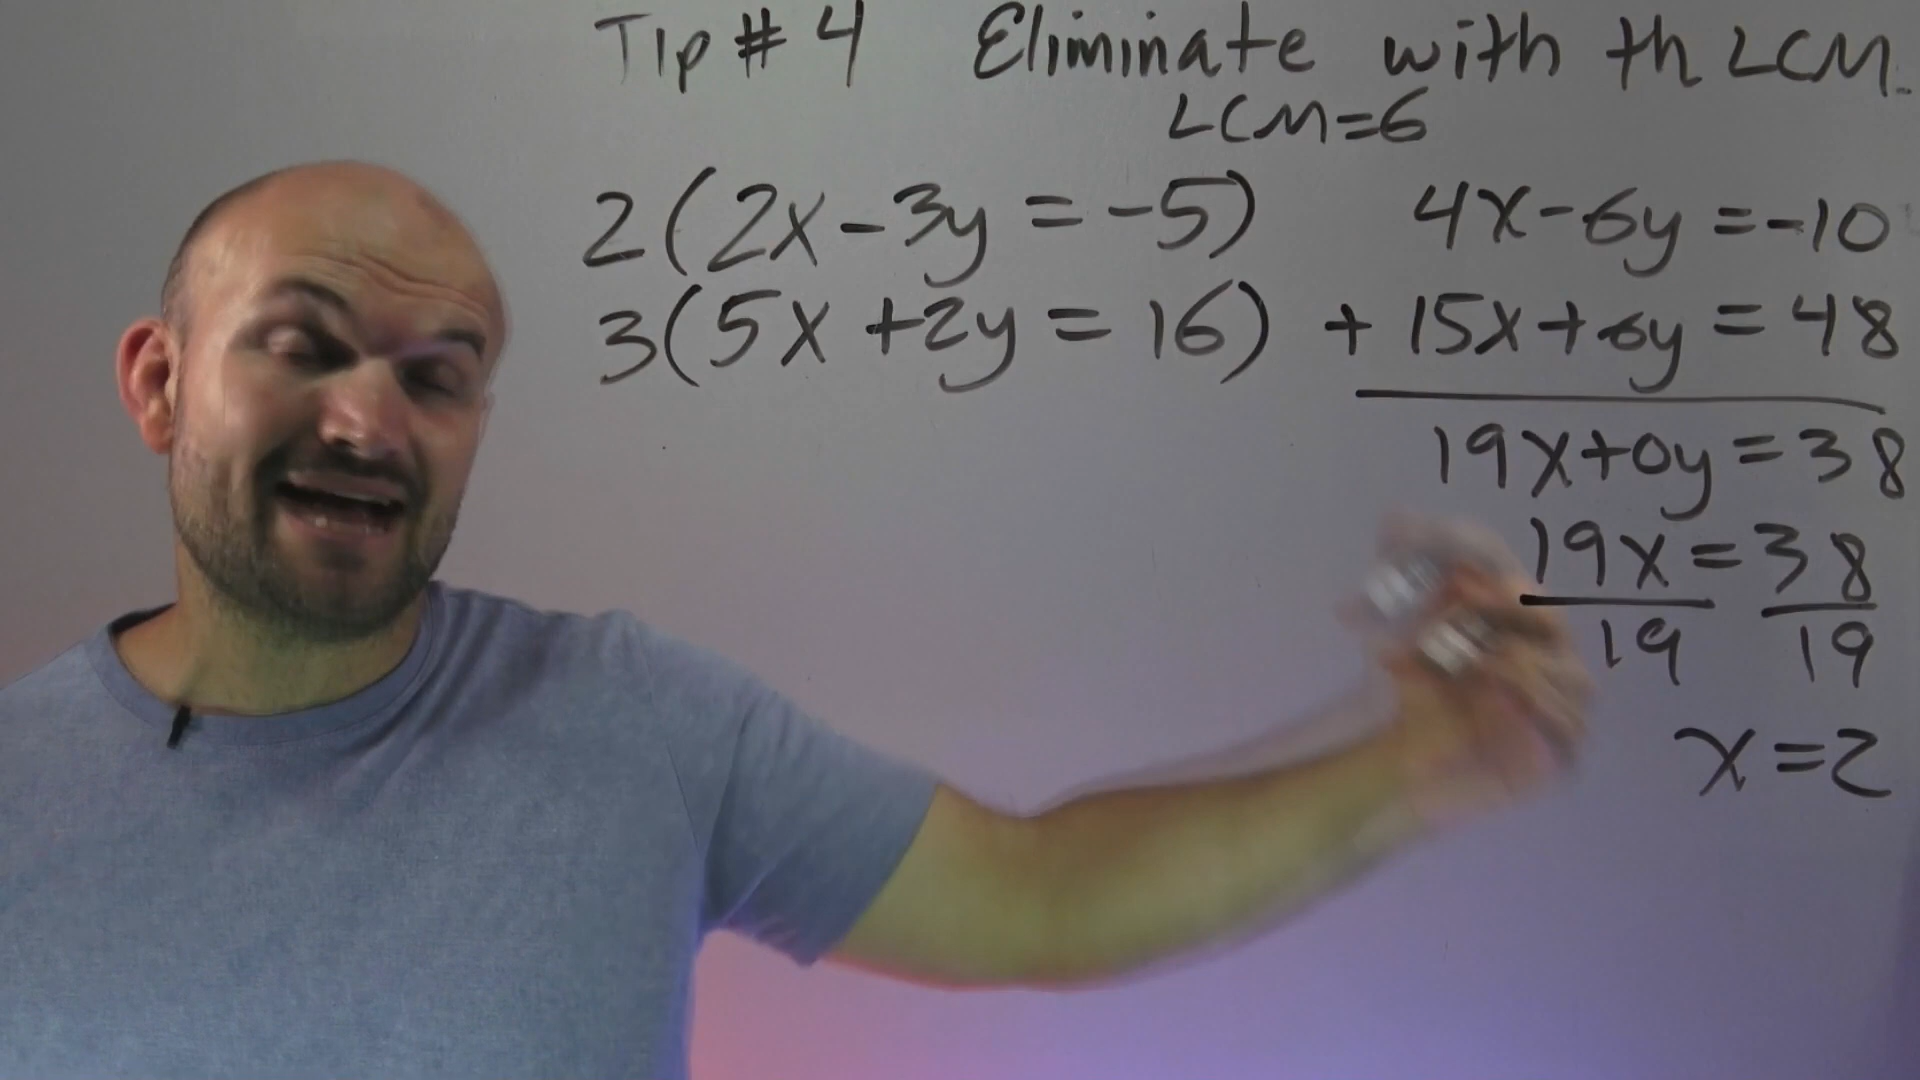 Tip # 4 Eliminate with th LCM.
LCM=6
2(2x-3y=-5) 4x-6y=-10
3(5x+2y=16) + 15x+6y=48
19x+0y=38
19x=38
19 19
x=2